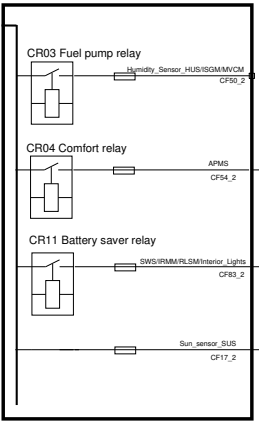 CR03 Fuel pump relay
Humidity_Sensor_HUS/ISGM/MVCM
CF50_2
CR04 Comfort relay
APMS
CF54_2
CR11 Battery saver relay
SWS/IRMM/RLSM/Interior_Lights
CF83_2
Sun_sensor_SUS
CF17_2